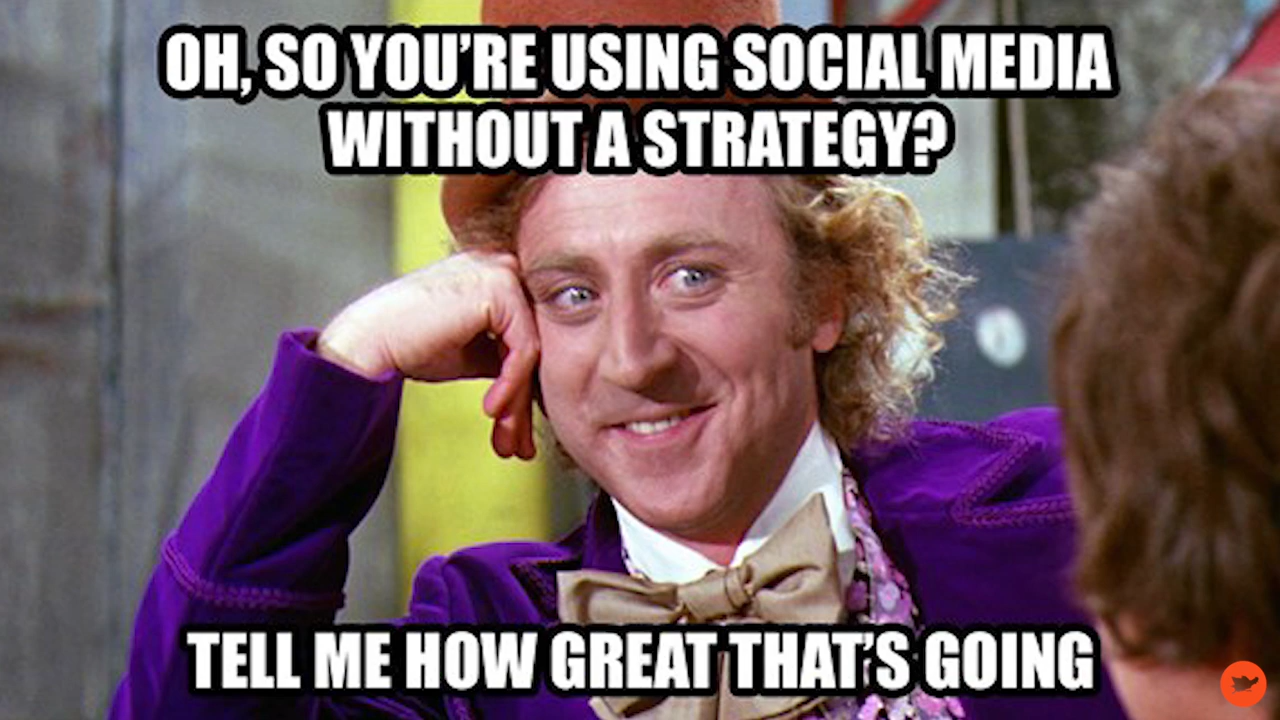 OH, SO YOU’RE USING SOCIAL MEDIA
WITHOUT A STRATEGY?
TELL ME HOW GREAT THAT’S GOING